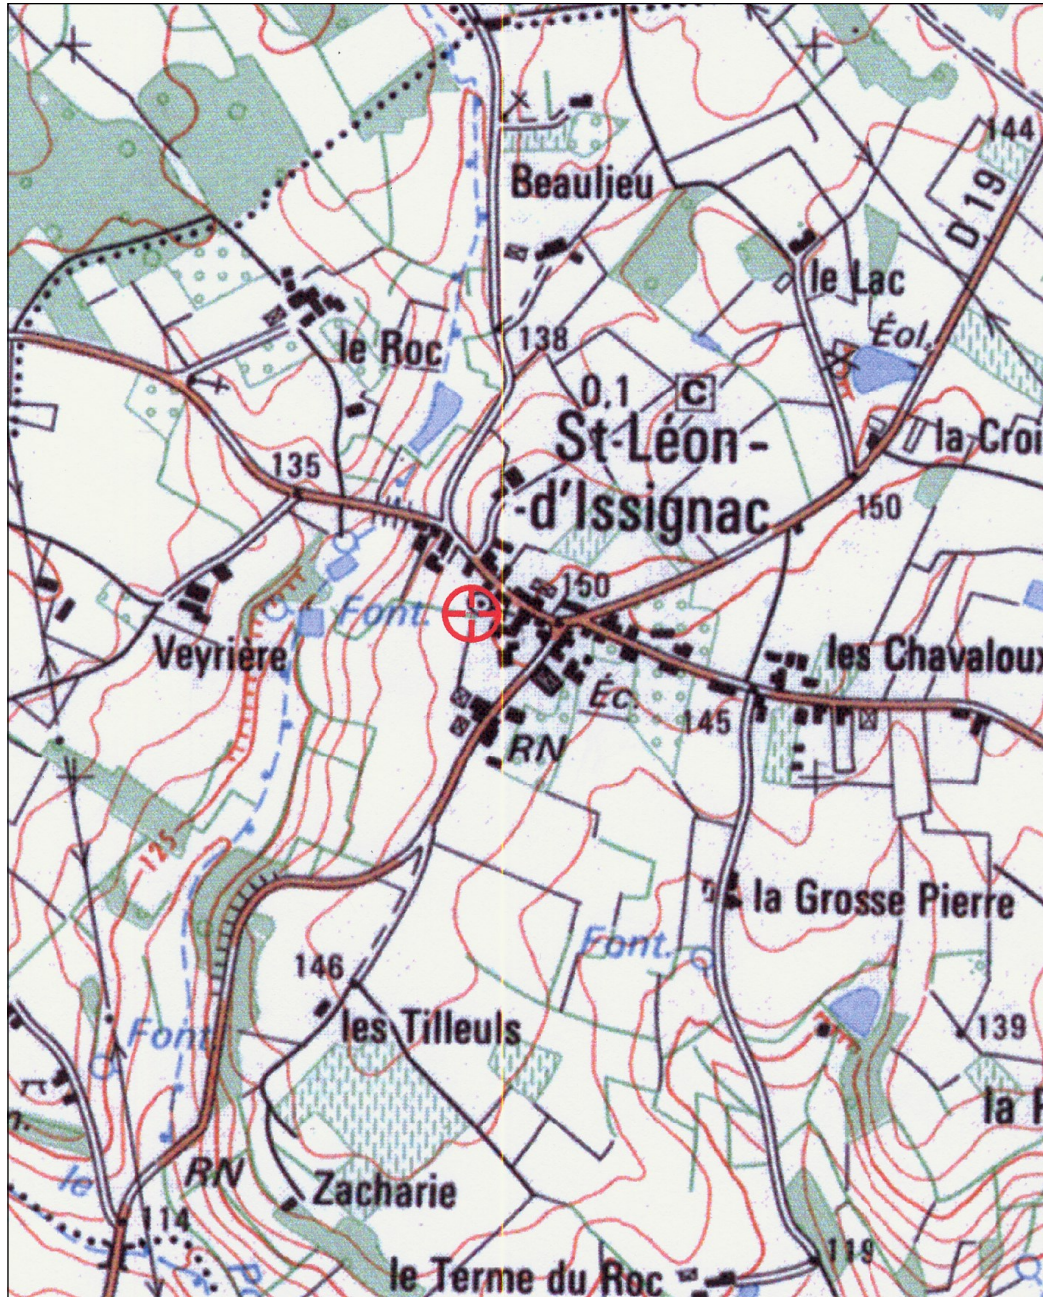 144
Beaulieu
D 19
le Lac
le Roc
138
Éol.
0,1 C
St-Léon-
la Croi
135
-d'Issignac
150
150
Font.
Veyrière
les Chavaloux
Éc.
145
RN
125
la Grosse Pierre
Font.
146
les Tilleuls
Font.
139
la
RN
le
Zacharie
114
119
le Terme du Roc